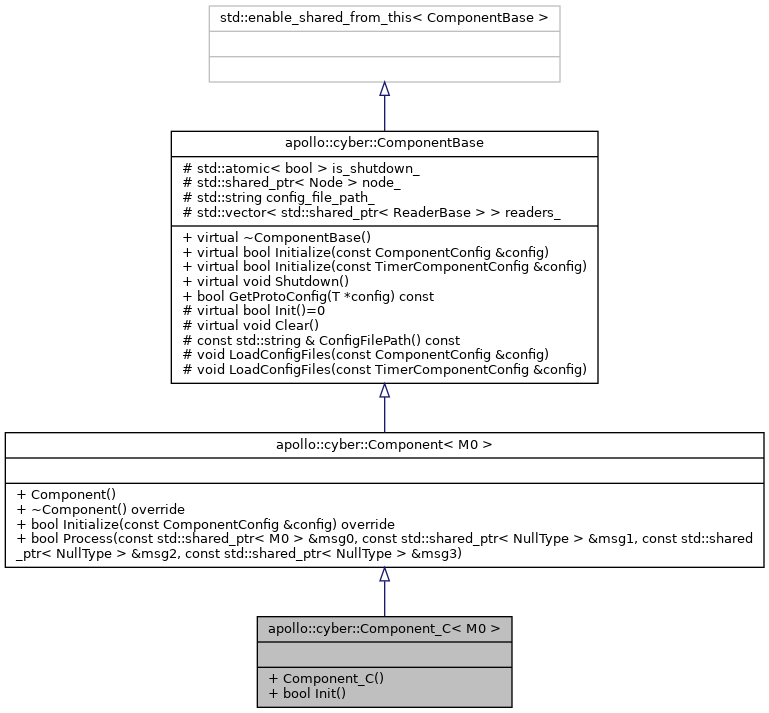 std::enable_shared_from_this< ComponentBase >
apollo::cyber::ComponentBase
# std::atomic< bool > is_shutdown_
# std::shared_ptr< Node > node_
# std::string config_file_path_
# std::vector< std::shared_ptr< ReaderBase > > readers_
+ virtual ~ComponentBase()
+ virtual bool Initialize(const ComponentConfig &config)
+ virtual bool Initialize(const TimerComponentConfig &config)
+ virtual void Shutdown()
+ bool GetProtoConfig(T *config) const
# virtual bool Init()=0
# virtual void Clear()
# const std::string & ConfigFilePath() const
# void LoadConfigFiles(const ComponentConfig &config)
# void LoadConfigFiles(const TimerComponentConfig &config)
apollo::cyber::Component< M0 >
+ Component()
+ ~Component() override
+ bool Initialize(const ComponentConfig &config) override
+ bool Process(const std::shared_ptr< M0 > &msg0, const std::shared_ptr< NullType > &msg1, const std::shared
_ptr< NullType > &msg2, const std::shared_ptr< NullType > &msg3)
apollo::cyber::Component_C< M0 >
+ Component_C()
+ bool Init()